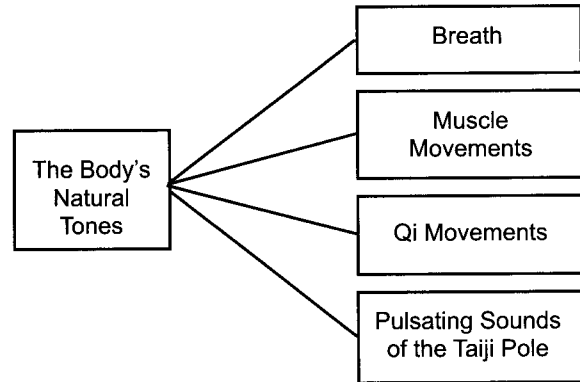 The Body's
Natural
Tones
Breath
Muscle
Movements
Qi Movements
Pulsating Sounds
of the Taiji Pole